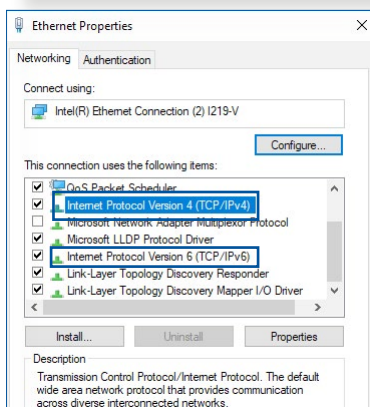 Ethernet Properties
Networking Authentication
Connect using:
Intel(R) Ethernet Connection (2) I219-V
Configure...
This connection uses the following items:
QoS Packet Scheduler
Internet Protocol Version 4 (TCP/IPv4)
Microsoft Network Adapter Multiplexor Protocol
Microsoft LLDP Protocol Driver
Internet Protocol Version 6 (TCP/IPv6)
Link-Layer Topology Discovery Responder
Link-Layer Topology Discovery Mapper I/O Driver
Install... Uninstall Properties
Description
Transmission Control Protocol/Internet Protocol. The default
wide area network protocol that provides communication
across diverse interconnected networks.